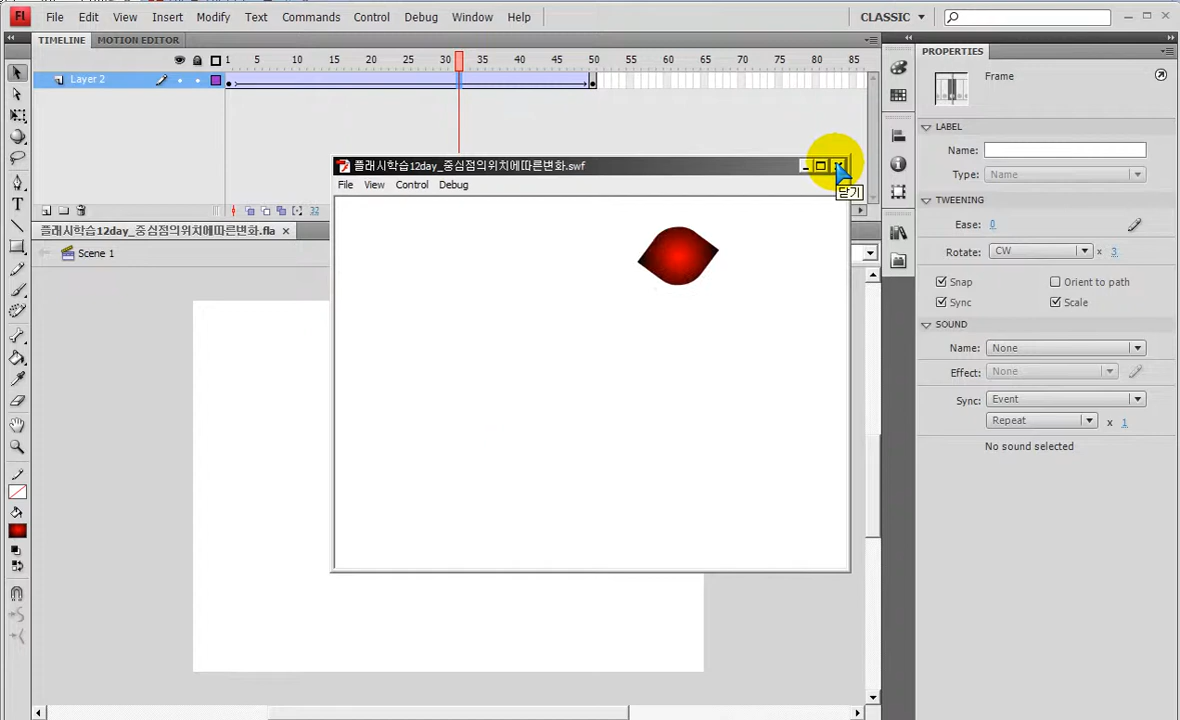 Fl File Edit View Insert Modify Text Commands Control Debug Window Help CLASSIC
TIMELINE MOTION EDITOR
1 5 10 15 20 25 30 35 40 45 50 55 60 65 70 75 80 85
Layer 2
32
플래시학습12day_중심점의위치에따른변화.fla
Scene 1
플래시학습12day_중심점의위치에따른변화.swf
닫기
File View Control Debug
PROPERTIES
Frame
LABEL
Name:
Type: Name
TWEENING
Ease: 0
Rotate: CW x 3
Snap Orient to path
Sync Scale
SOUND
Name: None
Effect: None
Sync: Event
Repeat x 1
No sound selected